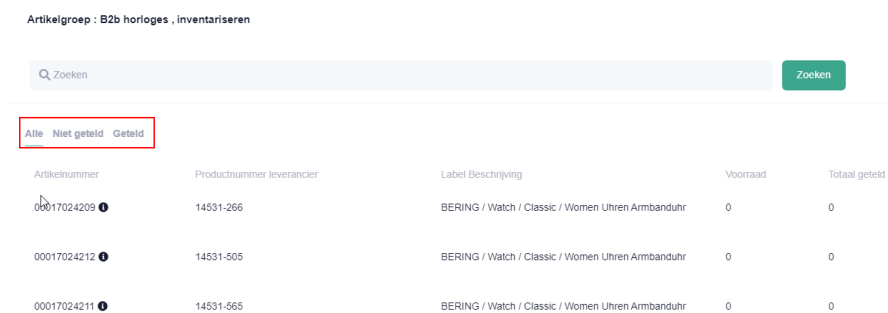 Artikelgroep : B2b horloges , inventariseren
Zoeken Zoeken
Alle Niet geteld Geteld
Artikelnummer Productnummer leverancier Label Beschrijving Voorraad Totaal geteld
00017024209 14531-266 BERING / Watch / Classic / Women Uhren Armbanduhr 0 0
00017024212 14531-505 BERING / Watch / Classic / Women Uhren Armbanduhr 0 0
00017024211 14531-565 BERING / Watch / Classic / Women Uhren Armbanduhr 0 0